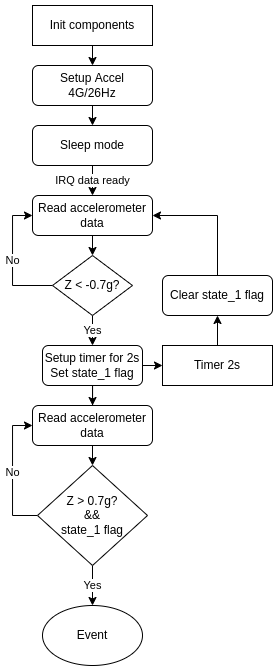 Init components
Setup Accel
4G/26Hz
Sleep mode
IRQ data ready
Read accelerometer
data
No
Z < -0.7g?
Clear state_1 flag
Yes
Setup timer for 2s
Set state_1 flag
Timer 2s
Read accelerometer
data
No
Z > 0.7g?
&&
state_1 flag
Yes
Event